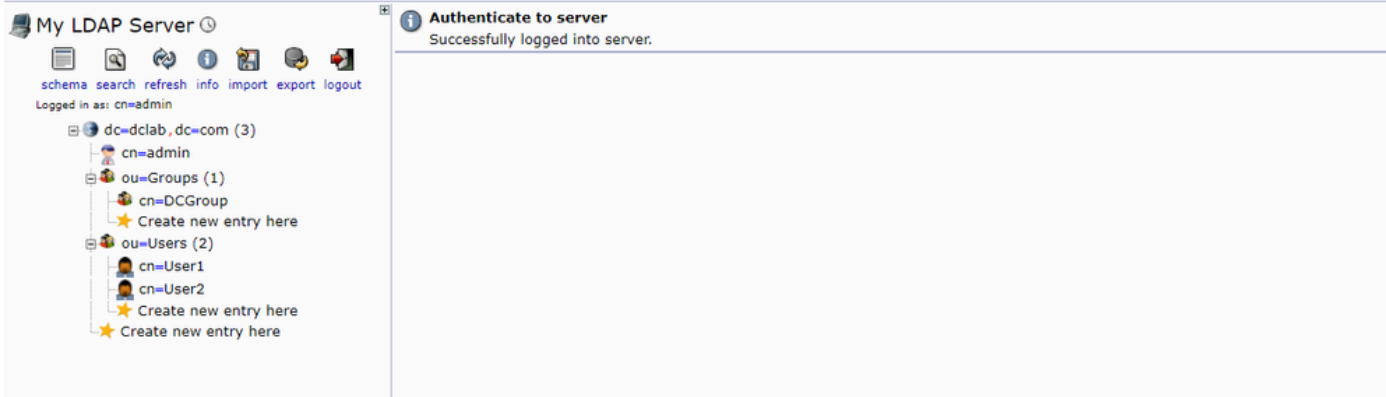 My LDAP Server
schema search refresh info import export logout
Logged in as: cn=admin
dc=dclab,dc=com (3)
cn=admin
ou=Groups (1)
cn=DCGroup
Create new entry here
ou=Users (2)
cn=User1
cn=User2
Create new entry here
Create new entry here
Authenticate to server
Successfully logged into server.